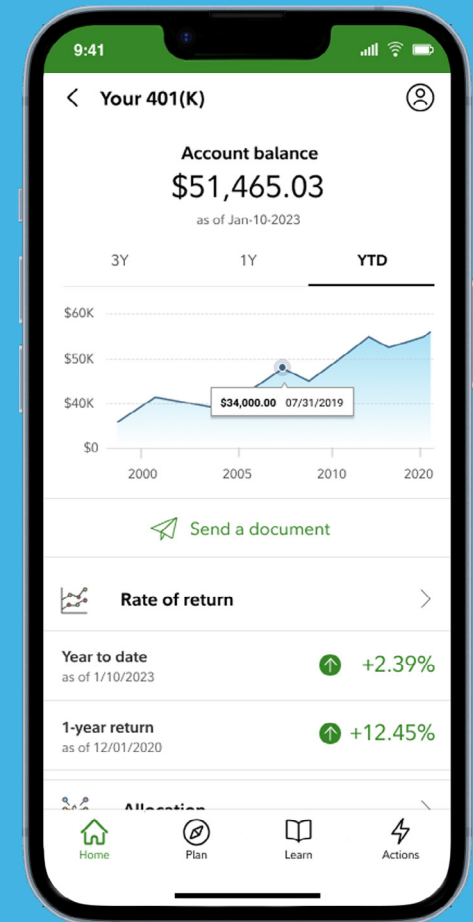 9:41
Your 401(K)
Account balance
$51,465.03
as of Jan-10-2023
3Y 1Y YTD
$60K
$50K
$40K
$34,000.00 07/31/2019
$0
2000 2005 2010 2020
Send a document
Rate of return
Year to date
as of 1/10/2023
+2.39%
1-year return
as of 12/01/2020
+12.45%
Allocation
Home Plan Learn Actions